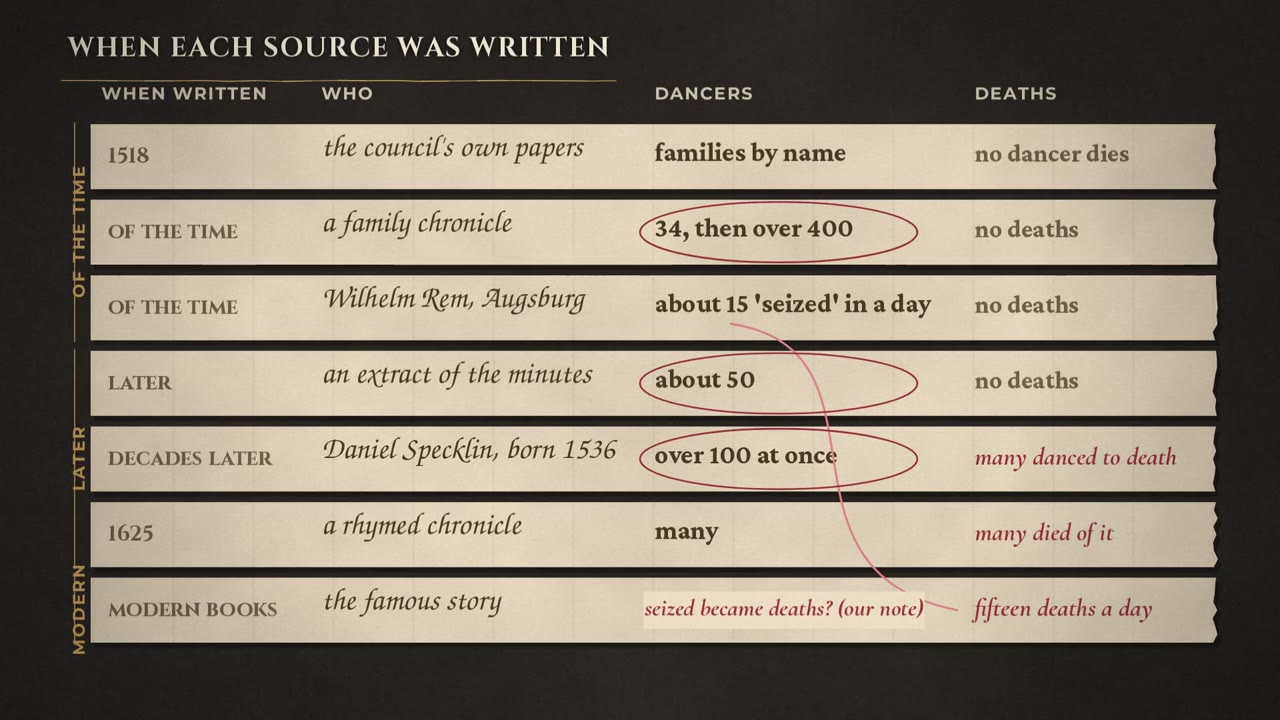 WHEN EACH SOURCE WAS WRITTEN
WHEN WRITTEN WHO DANCERS DEATHS
OF THE TIME
1518 the council's own papers families by name no dancer dies
OF THE TIME a family chronicle 34, then over 400 no deaths
OF THE TIME Wilhelm Rem, Augsburg about 15 'seized' in a day no deaths
LATER
LATER an extract of the minutes about 50 no deaths
DECADES LATER Daniel Specklin, born 1536 over 100 at once many danced to death
1625 a rhymed chronicle many many died of it
MODERN
MODERN BOOKS the famous story seized became deaths? (our note) fifteen deaths a day